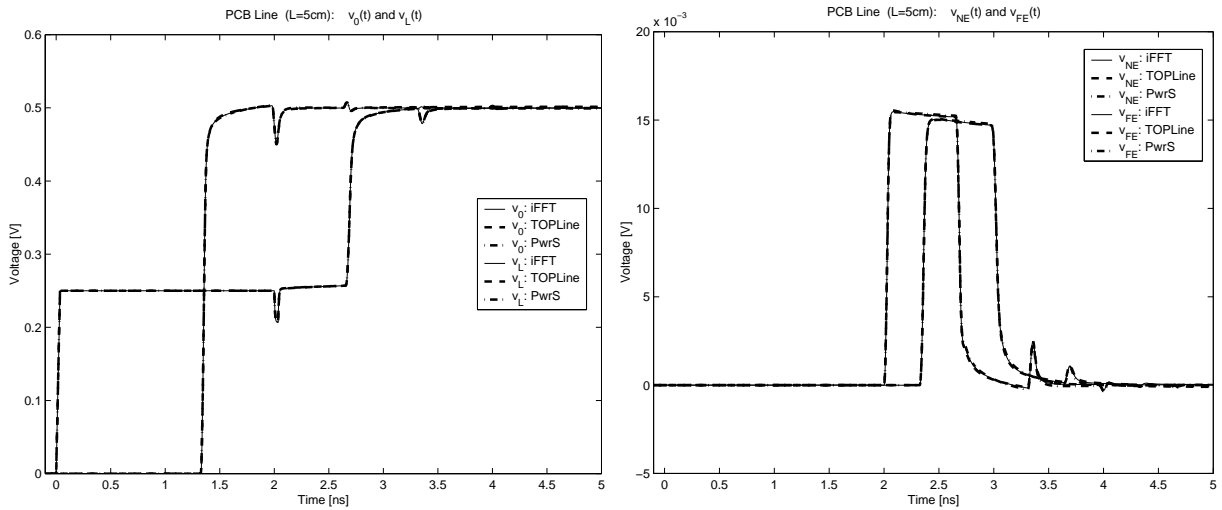 PCB Line (L=5cm): v0(t) and vL(t)
0.6
0.5
0.4
0.3
0.2
0.1
0
Voltage [V]
v0: iFFT
v0: TOPLine
v0: PwrS
vL: iFFT
vL: TOPLine
vL: PwrS
0 0.5 1 1.5 2 2.5 3 3.5 4 4.5 5
Time [ns]
PCB Line (L=5cm): vNE(t) and vFE(t)
x 10−3
20
15
10
5
0
−5
Voltage [V]
vNE: iFFT
vNE: TOPLine
vNE: PwrS
vFE: iFFT
vFE: TOPLine
vFE: PwrS
0 0.5 1 1.5 2 2.5 3 3.5 4 4.5 5
Time [ns]